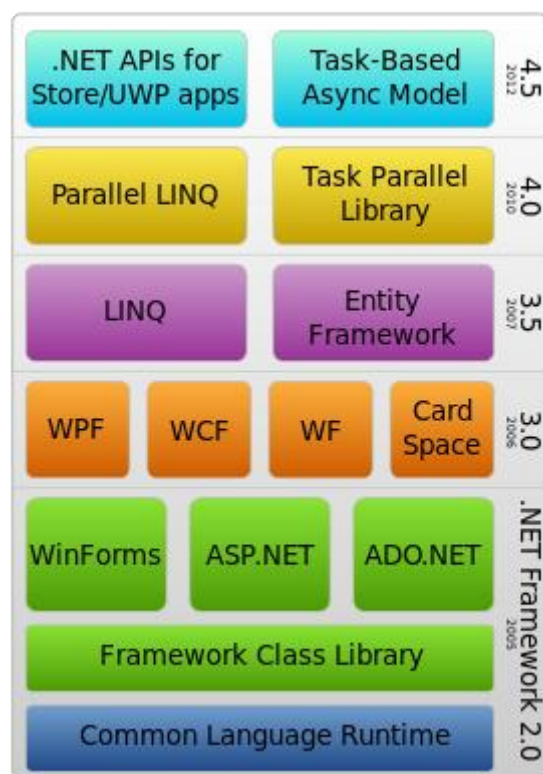 .NET APIs for
Store/UWP apps
Task-Based
Async Model
4.5
2012
Parallel LINQ
Task Parallel
Library
4.0
2010
LINQ
Entity
Framework
3.5
2007
WPF
WCF
WF
Card
Space
3.0
2006
WinForms
ASP.NET
ADO.NET
Framework Class Library
Common Language Runtime
.NET Framework 2.0
2005